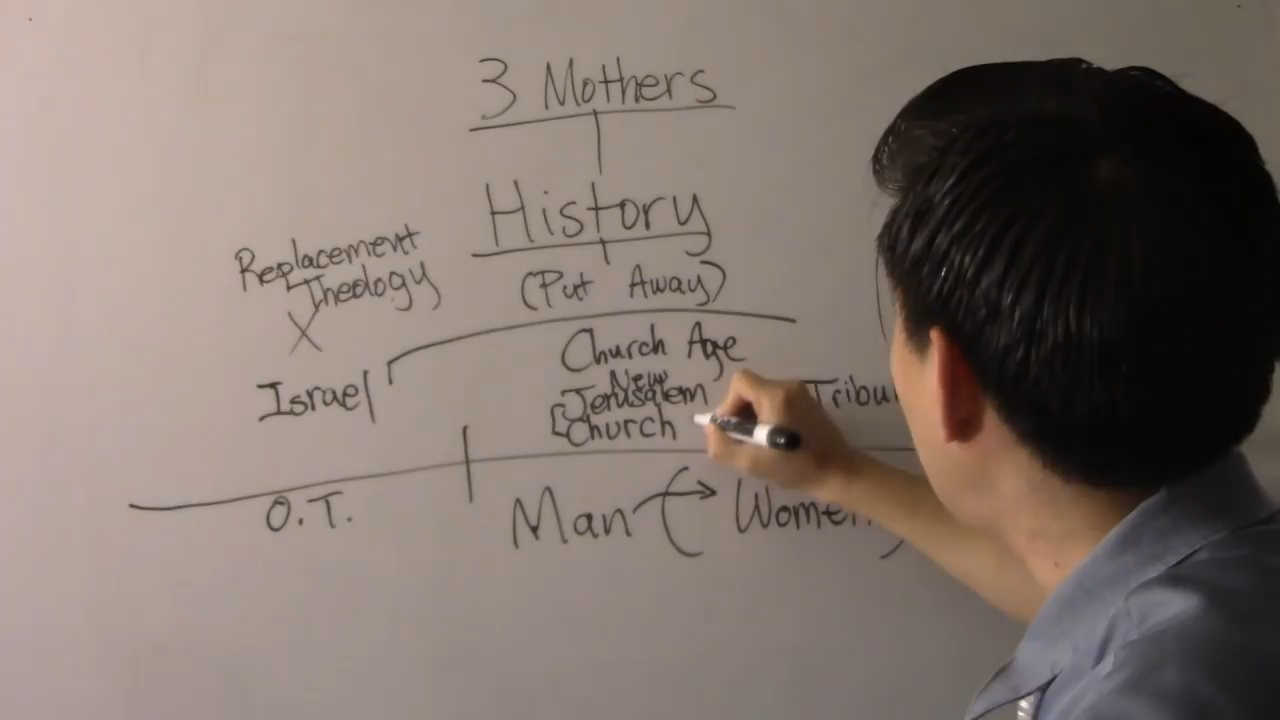 3 Mothers
History
(Put Away)
Replacement
Theology
X
Church Age
New
Israel
Jerusalem
Church
O.T.
Man